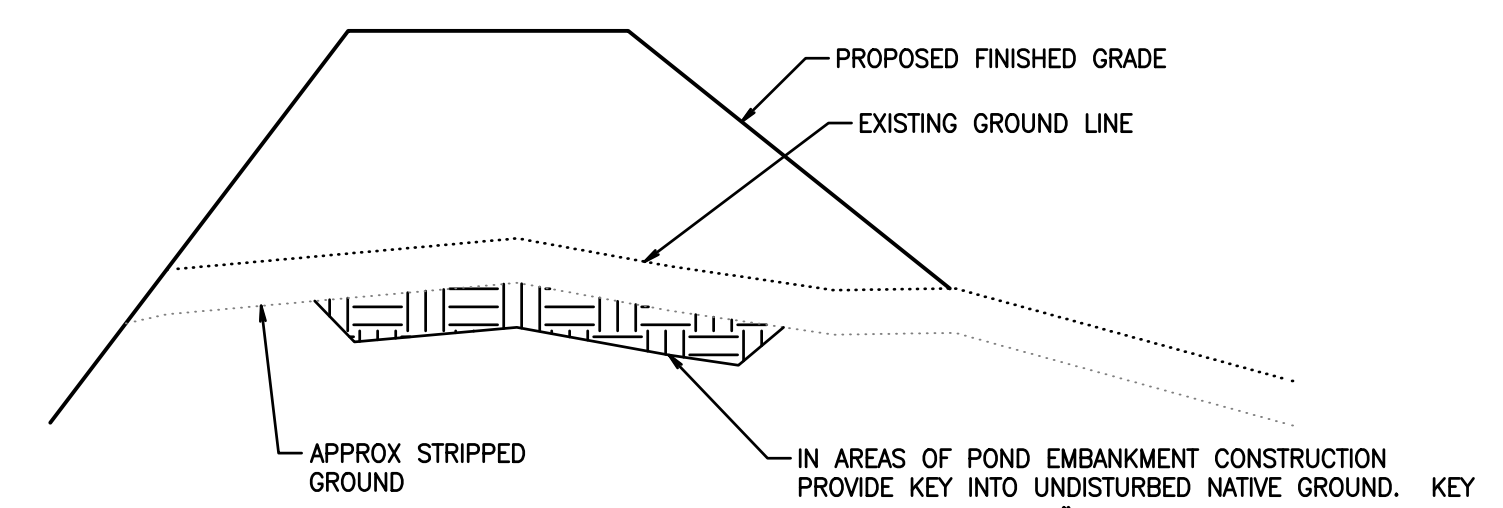 PROPOSED FINISHED GRADE
EXISTING GROUND LINE
APPROX STRIPPED
GROUND
IN AREAS OF POND EMBANKMENT CONSTRUCTION
PROVIDE KEY INTO UNDISTURBED NATIVE GROUND. KEY